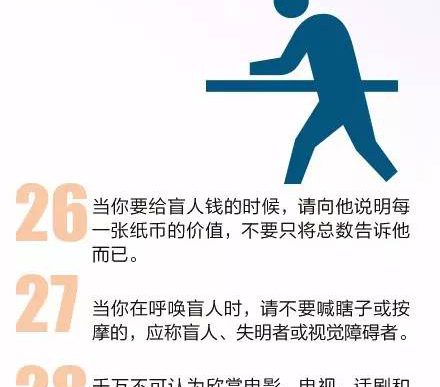 26
当你要给盲人钱的时候，请向他说明每
一张纸币的价值，不要只将总数告诉他
而已。
27
当你在呼唤盲人时，请不要喊瞎子或按
摩的，应称盲人、失明者或视觉障碍者。
28
千万不可认为欣赏电影、电视、话剧和